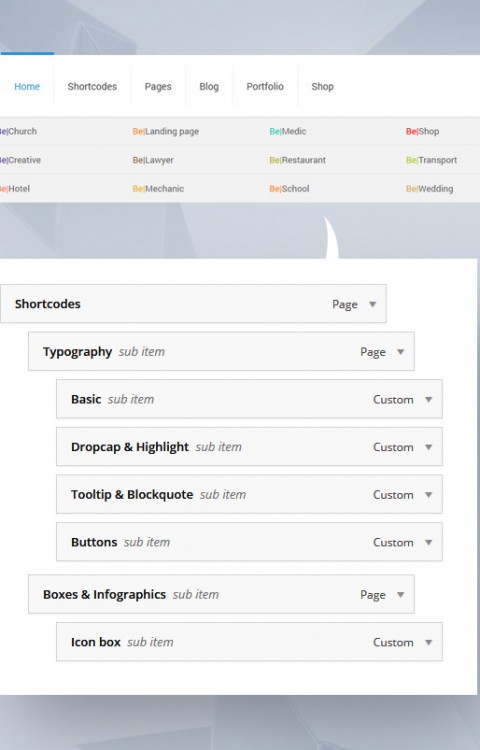 Home Shortcodes Pages Blog Portfolio Shop
Be|Church Be|Landing page Be|Medic Be|Shop
Be|Creative Be|Lawyer Be|Restaurant Be|Transport
Be|Hotel Be|Mechanic Be|School Be|Wedding
Shortcodes Page
Typography sub item Page
Basic sub item Custom
Dropcap & Highlight sub item Custom
Tooltip & Blockquote sub item Custom
Buttons sub item Custom
Boxes & Infographics sub item Page
Icon box sub item Custom